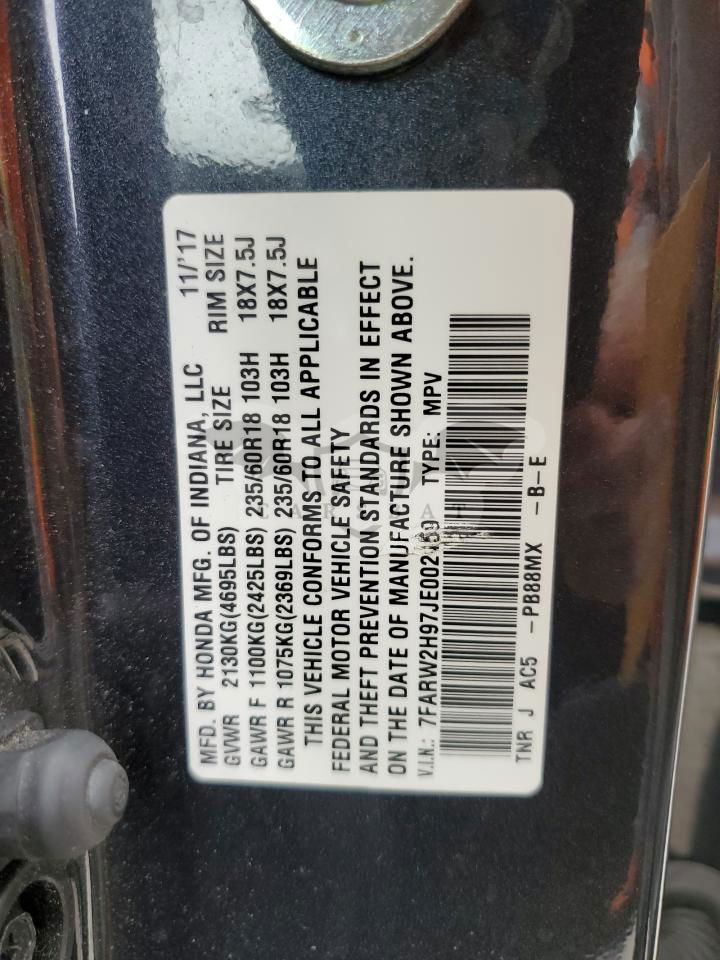 MFD. BY HONDA MFG. OF INDIANA, LLC 11/'17
GVWR 2130KG(4695LBS) TIRE SIZE RIM SIZE
GAWR F 1100KG(2425LBS) 235/60R18 103H 18X7.5J
GAWR R 1075KG(2369LBS) 235/60R18 103H 18X7.5J
THIS VEHICLE CONFORMS TO ALL APPLICABLE
FEDERAL MOTOR VEHICLE SAFETY
AND THEFT PREVENTION STANDARDS IN EFFECT
ON THE DATE OF MANUFACTURE SHOWN ABOVE.
V.I.N.: TYPE: MPV
TNR J AC5 -PB88MX -B-E